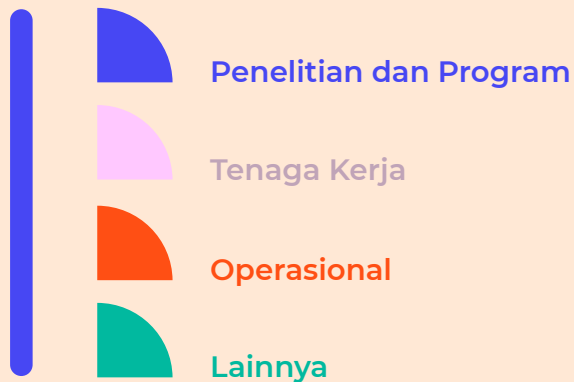 Penelitian dan Program
Tenaga Kerja
Operasional
Lainnya